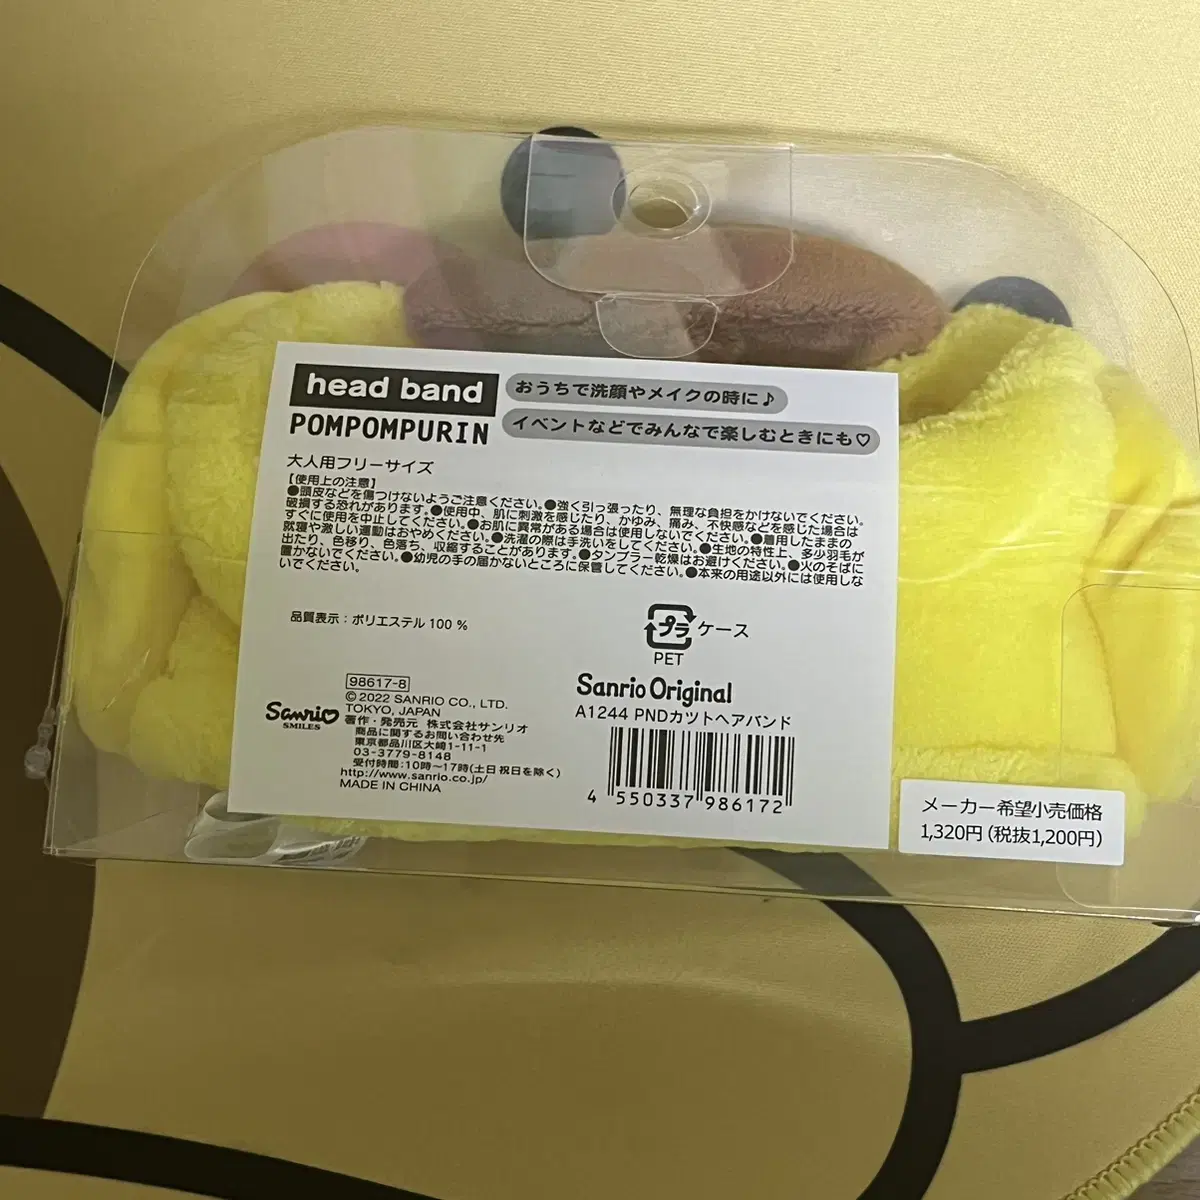 head band
おうちで洗顔やメイクの時に♪
POMPOMPURIN
イベントなどでみんなで楽しむときにも♡
大人用フリーサイズ
【使用上の注意】
●頭皮などを傷つけないようご注意ください。●強く引っ張ったり、無理な負担をかけないでください。
破損する恐れがあります。●使用中、肌に刺激を感じたり、かゆみ、痛み、不快感などを感じた場合は
すぐに使用を中止してください。●お肌に異常がある場合は使用しないでください。●着用したままの
就寝や激しい運動はおやめください。●洗濯の際は手洗いをしてください。●生地の特性上、多少羽毛が
出たり、色移り、色落ち、収縮することがあります。●タンブラー乾燥はお避けください。●火のそばに
置かないでください。●幼児の手の届かないところに保管してください。●本来の用途以外には使用しな
いでください。
品質表示：ポリエステル 100 %
プラ ケース
PET
98617-8
©2022 SANRIO CO., LTD.
TOKYO, JAPAN
Sanrio
SMILES
著作・発売元 株式会社サンリオ
商品に関するお問い合わせ先
東京都品川区大崎1-11-1
03-3779-8148
受付時間：10時〜17時(土日祝日を除く)
http://www.sanrio.co.jp/
MADE IN CHINA
Sanrio Original
A1244 PNDカツトヘアバンド
4 550337 986172
メーカー希望小売価格
1,320円（税抜1,200円）